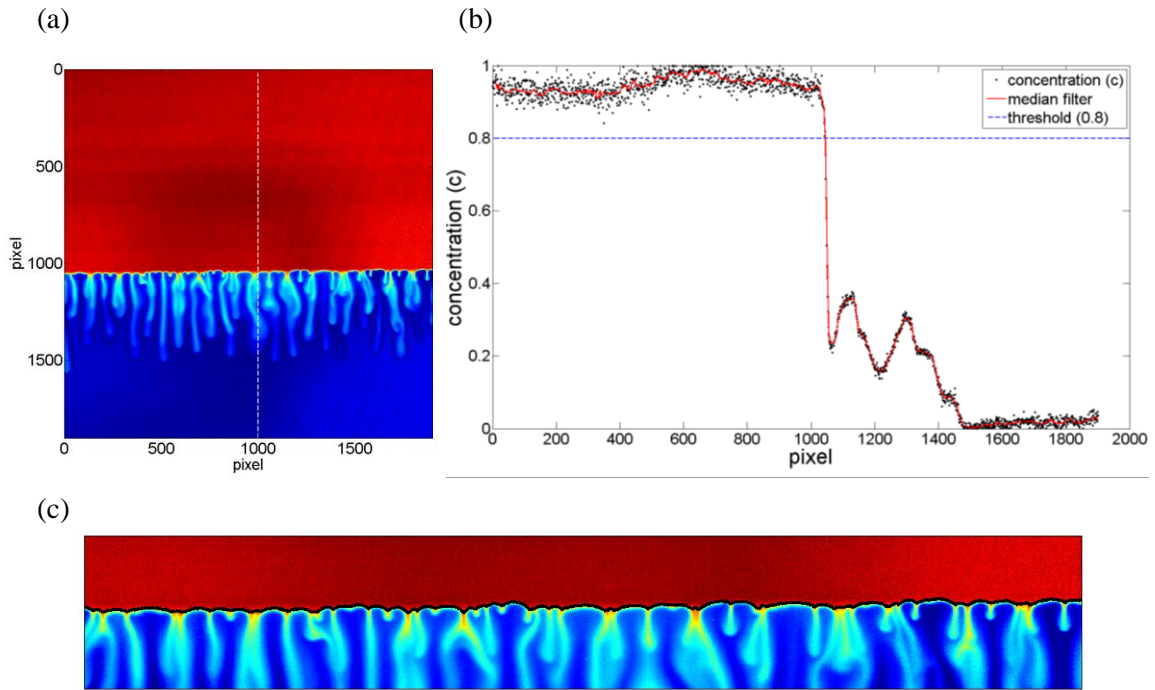 (a)
(b)
0
500
1000
1500
pixel
0
500
1000
1500
pixel
1
0.8
0.6
0.4
0.2
0
concentration (c)
concentration (c)
median filter
threshold (0.8)
0
200
400
600
800
1000
1200
1400
1600
1800
2000
pixel
(c)